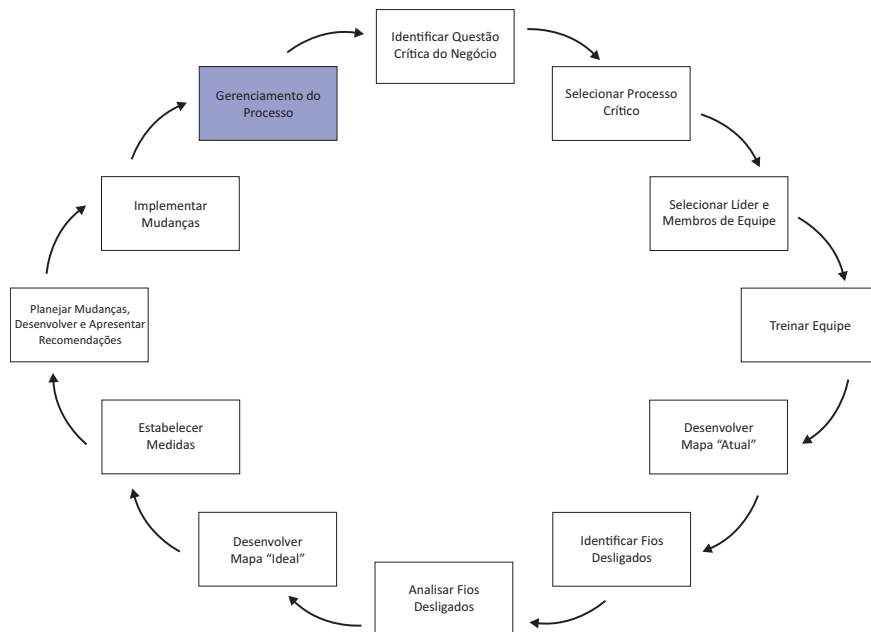 Identificar Questão
Crítica do Negócio
Selecionar Processo
Crítico
Selecionar Líder e
Membros de Equipe
Treinar Equipe
Desenvolver
Mapa “Atual”
Identificar Fios
Desligados
Analisar Fios
Desligados
Desenvolver
Mapa “Ideal”
Estabelecer
Medidas
Planejar Mudanças,
Desenvolver e Apresentar
Recomendações
Implementar
Mudanças
Gerenciamento do
Processo